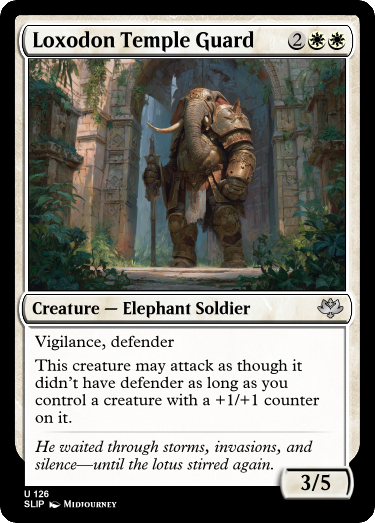 Loxodon Temple Guard 2
Creature — Elephant Soldier
Vigilance, defender
This creature may attack as though it
didn't have defender as long as you
control a creature with a +1/+1 counter
on it.
He waited through storms, invasions, and
silence—until the lotus stirred again.
3/5
U 126
SLIP Midjourney